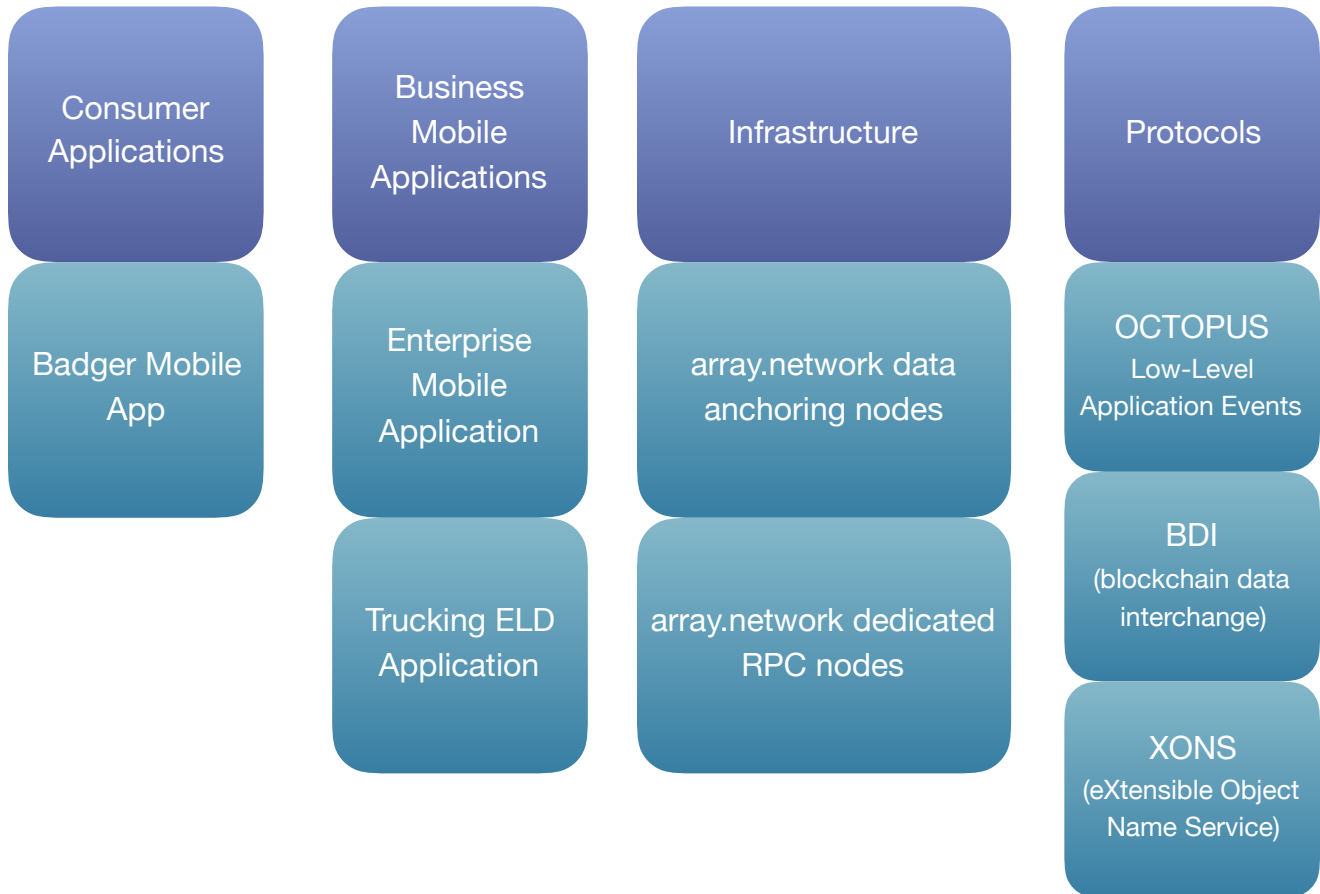 Consumer
Applications
Badger Mobile
App
Business
Mobile
Applications
Enterprise
Mobile
Application
Trucking ELD
Application
Infrastructure
array.network data
anchoring nodes
array.network dedicated
RPC nodes
Protocols
OCTOPUS
Low-Level
Application Events
BDI
(blockchain data
interchange)
XONS
(eXtensible Object
Name Service)